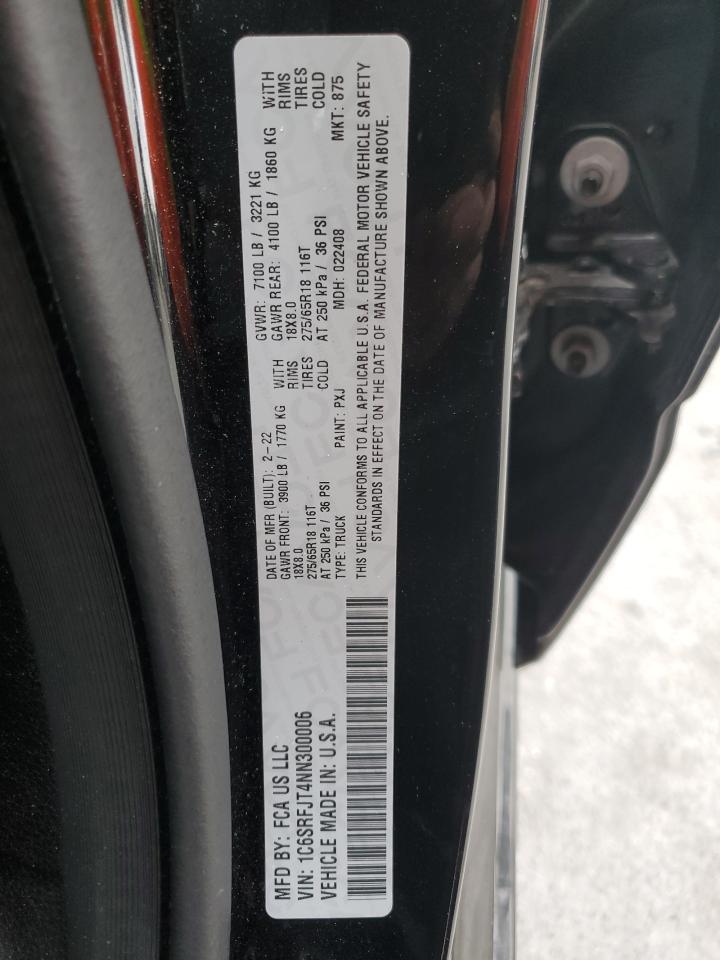 MFD BY: FCA US LLC
VIN: 1C6SRFJT4NN300006
VEHICLE MADE IN: U.S.A.
DATE OF MFR (BUILT): 2-22 GVWR: 7100 LB / 3221 KG
GAWR FRONT: 3900 LB / 1770 KG WITH GAWR REAR: 4100 LB / 1860 KG WITH
18X8.0 RIMS 18X8.0 RIMS
275/65R18 116T TIRES 275/65R18 116T TIRES
AT 250 kPa / 36 PSI COLD AT 250 kPa / 36 PSI COLD
TYPE: TRUCK PAINT: PXJ MDH: 022408 MKT: 875
THIS VEHICLE CONFORMS TO ALL APPLICABLE U.S.A. FEDERAL MOTOR VEHICLE SAFETY
STANDARDS IN EFFECT ON THE DATE OF MANUFACTURE SHOWN ABOVE.